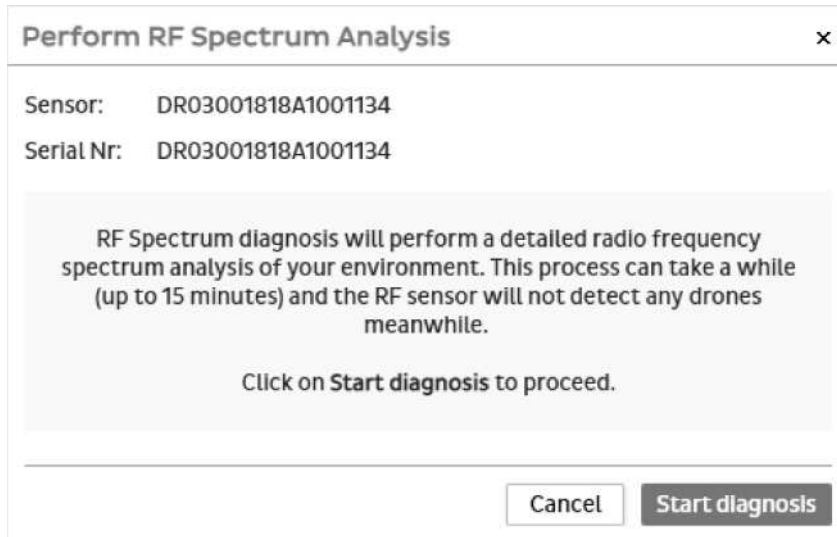 Perform RF Spectrum Analysis ×
Sensor: DR03001818A1001134
Serial Nr: DR03001818A1001134
RF Spectrum diagnosis will perform a detailed radio frequency
spectrum analysis of your environment. This process can take a while
(up to 15 minutes) and the RF sensor will not detect any drones
meanwhile.
Click on Start diagnosis to proceed.
Cancel Start diagnosis